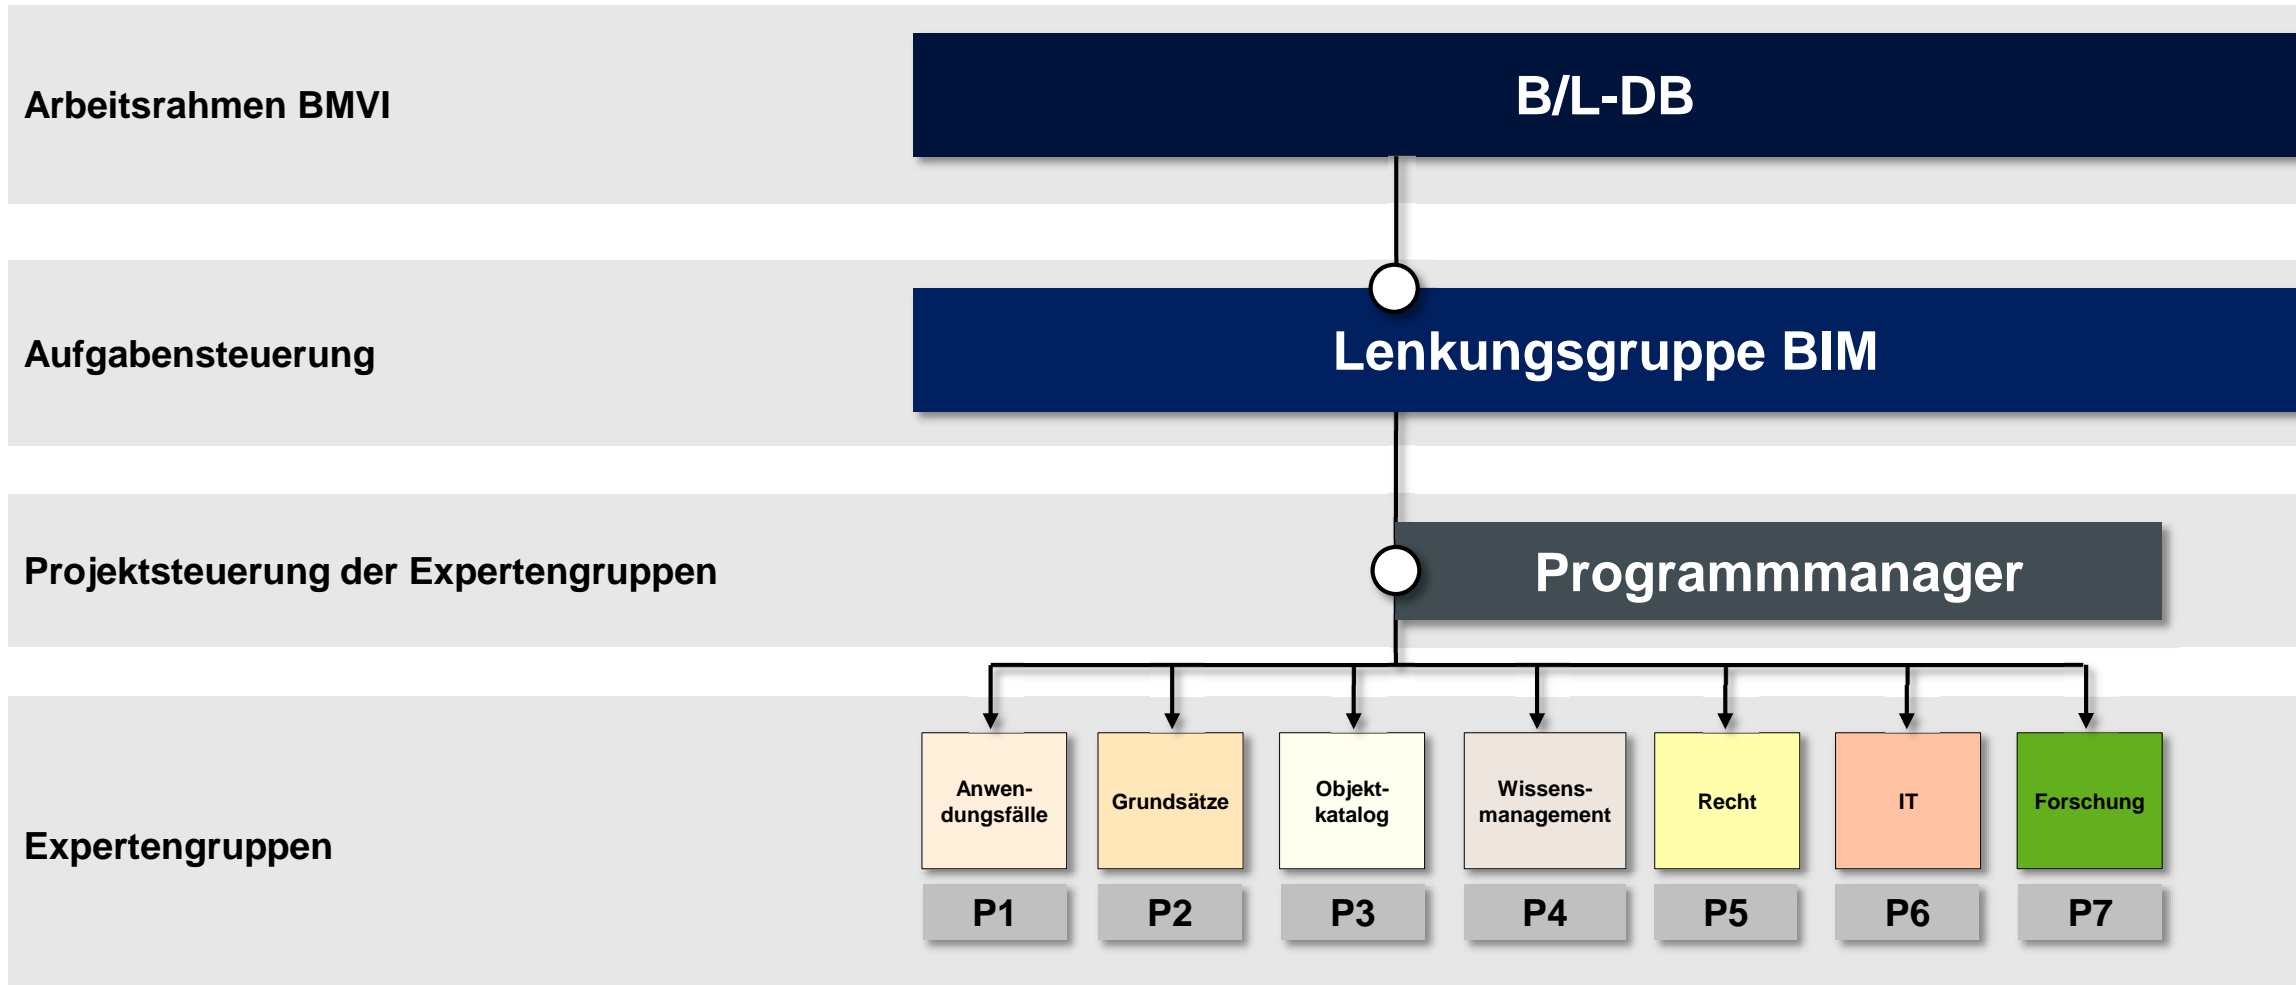 Arbeitsrahmen BMVI
B/L-DB
Aufgabensteuerung
Lenkungsgruppe BIM
Projektsteuerung der Expertengruppen
Programmmanager
Expertengruppen
Anwen-
dungsfälle
Grundsätze
Objekt-
katalog
Wissens-
management
Recht
IT
Forschung
P1
P2
P3
P4
P5
P6
P7